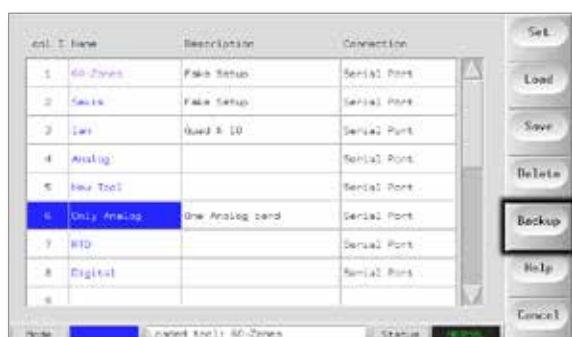 Name Description Connection Set
1 60-Zones Fake Setup Serial Port Load
2 Fake Setup Serial Port
3 Ian Quad Serial Port Save
4 Analog Serial Port Delete
5 New Tool Serial Port
6 Only Analog One Analog card Serial Port Backup
7 RTD Serial Port
8 Digital Serial Port Help
9
Cancel
Mode Loaded tool: 60-Zones Status NORMAL